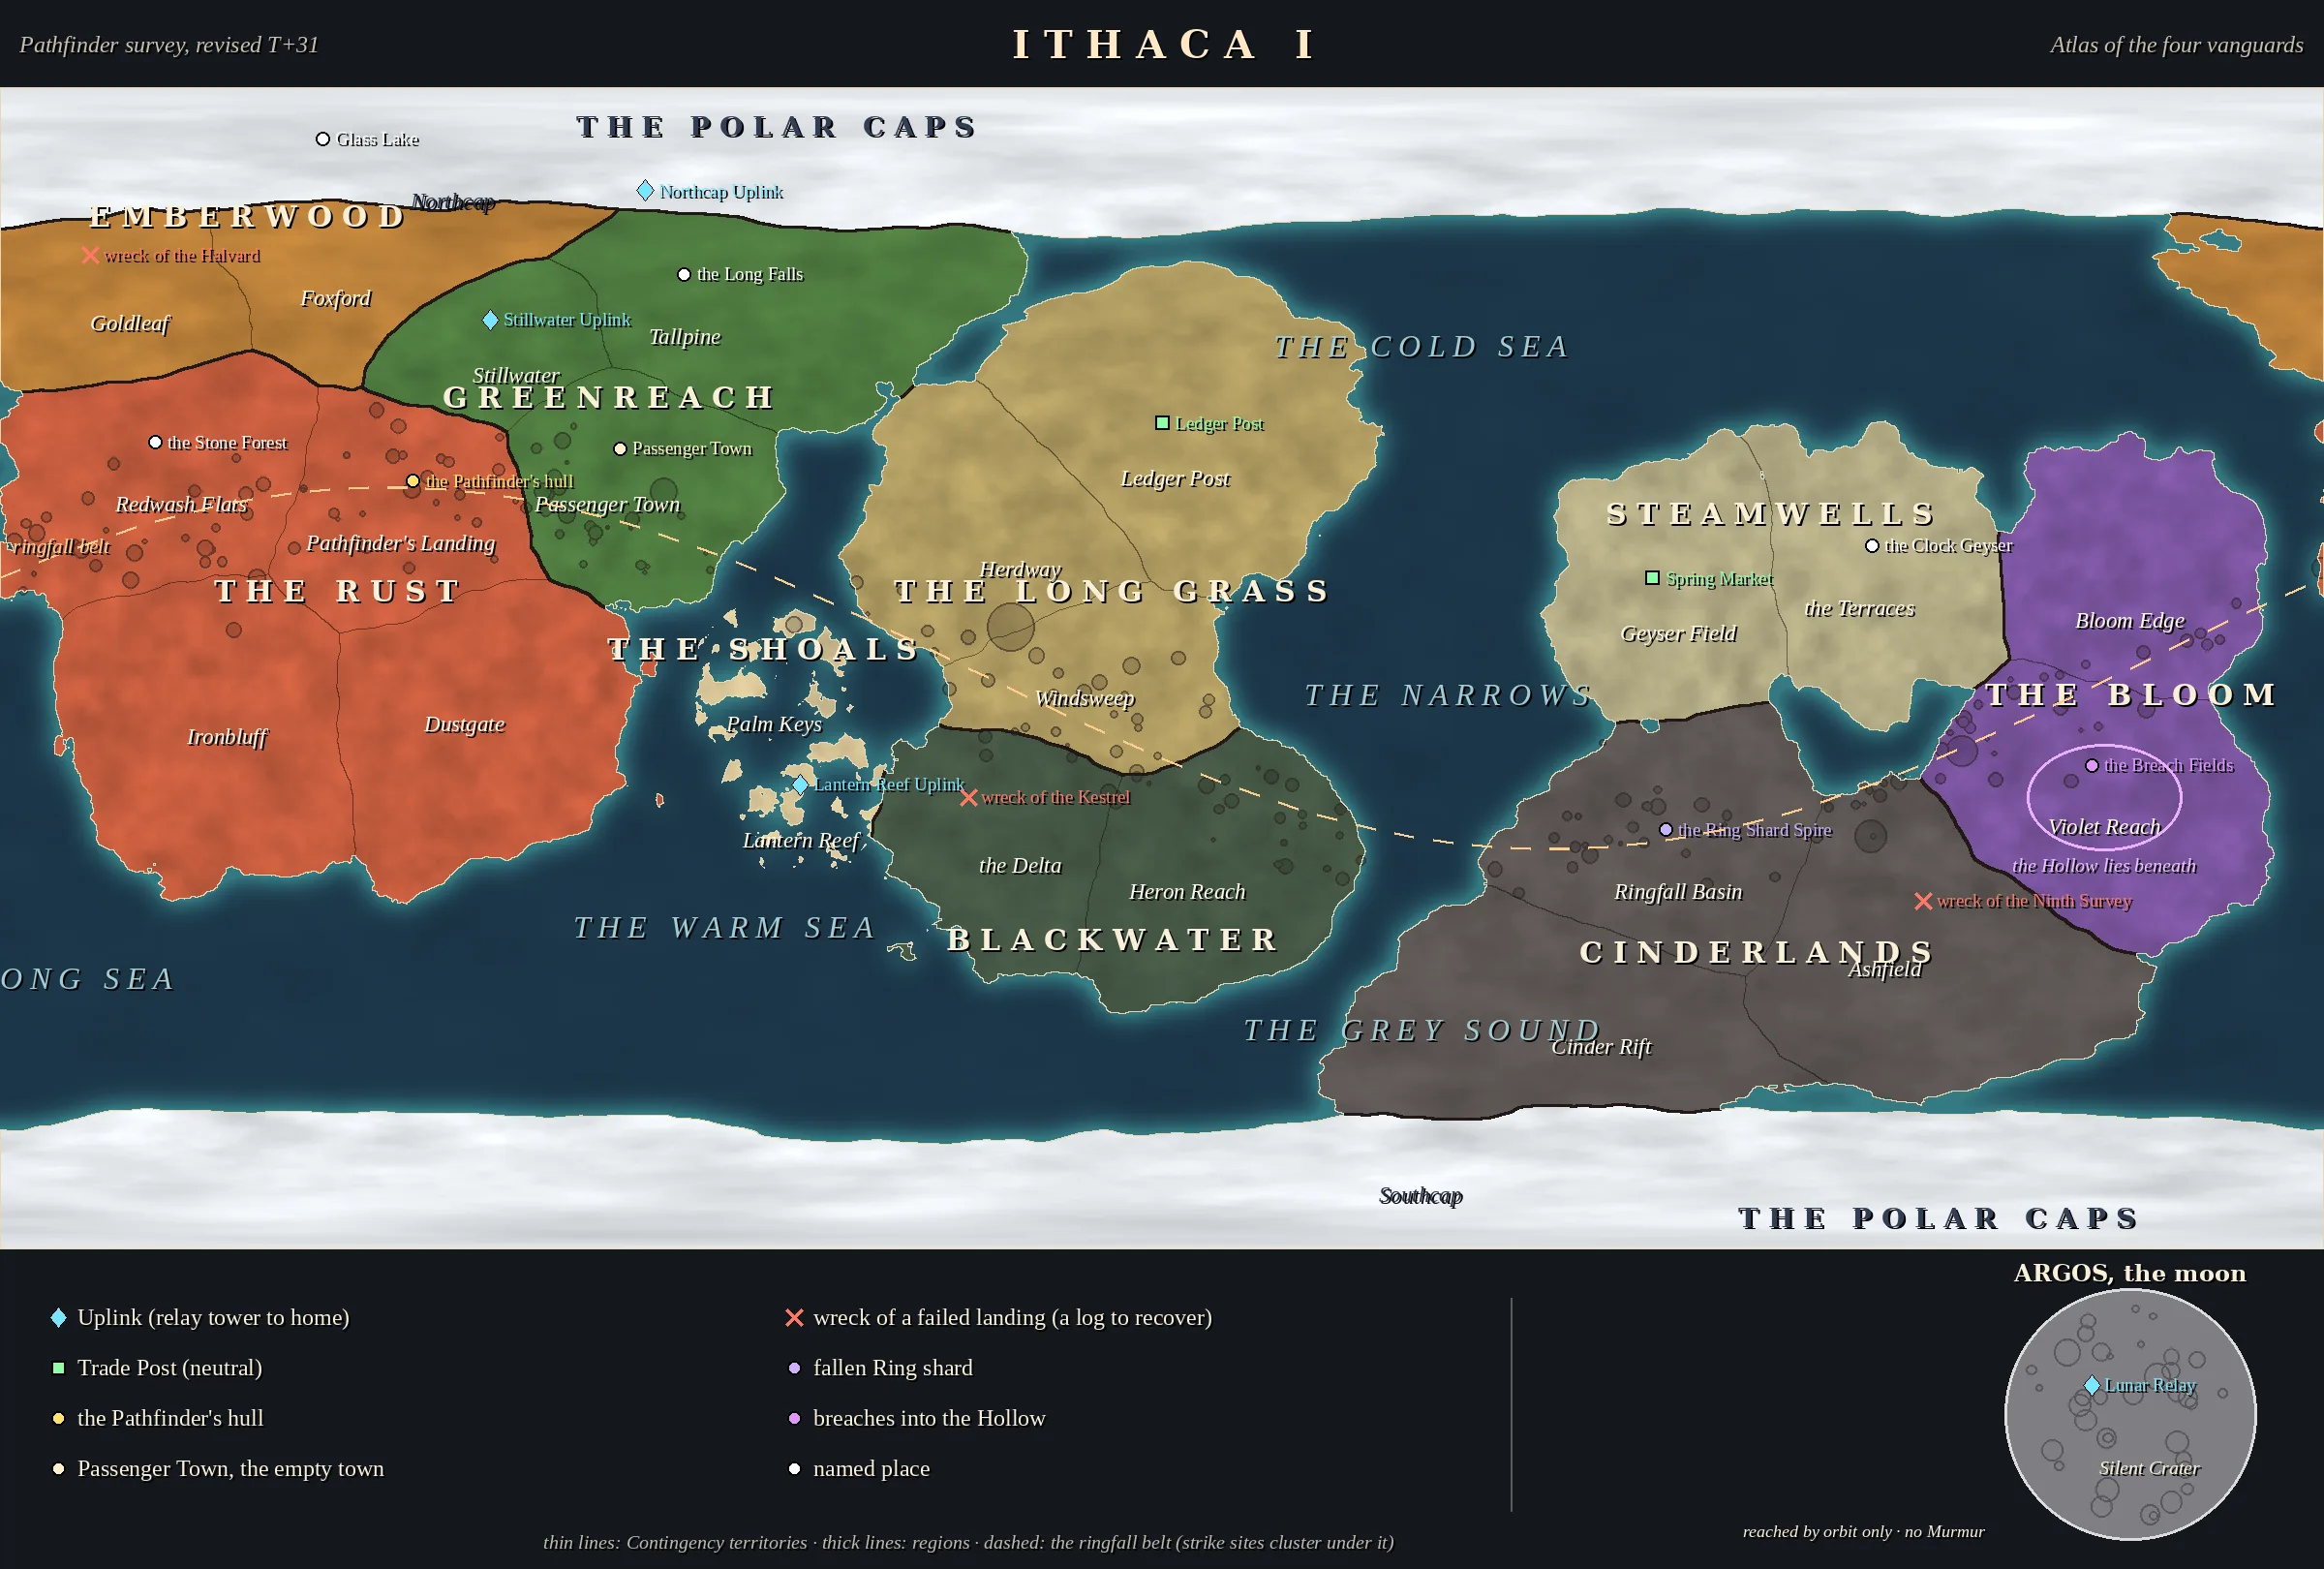 Pathfinder survey, revised T+31
ITHACA I
Atlas of the four vanguards
THE POLAR CAPS
Glass Lake
Northcap Uplink
Northcap
EMBERWOOD
wreck of the Halvard
the Long Falls
Foxford
Goldleaf
Stillwater Uplink
Tallpine
THE COLD SEA
Stillwater
GREENREACH
Ledger Post
the Stone Forest
Passenger Town
Ledger Post
the Pathfinder's hull
Redwash Flats
Passenger Town
STEAMWELLS
ringfall belt
Pathfinder's Landing
the Clock Geyser
Herdway
Spring Market
THE RUST
THE LONG GRASS
the Terraces
Bloom Edge
Geyser Field
THE SHOALS
Windsweep
THE NARROWS
THE BLOOM
Palm Keys
Ironbluff
Dustgate
the Breach Fields
Lantern Reef Uplink
wreck of the Kestrel
the Ring Shard Spire
Violet Reach
Lantern Reef
the Delta
the Hollow lies beneath
Heron Reach
Ringfall Basin
wreck of the Ninth Survey
THE WARM SEA
BLACKWATER
CINDERLANDS
Ashfield
ONG SEA
THE GREY SOUND
Cinder Rift
Southcap
THE POLAR CAPS
ARGOS, the moon
Uplink (relay tower to home)
wreck of a failed landing (a log to recover)
Trade Post (neutral)
fallen Ring shard
Lunar Relay
the Pathfinder's hull
breaches into the Hollow
Passenger Town, the empty town
named place
Silent Crater
reached by orbit only · no Murmur
thin lines: Contingency territories · thick lines: regions · dashed: the ringfall belt (strike sites cluster under it)